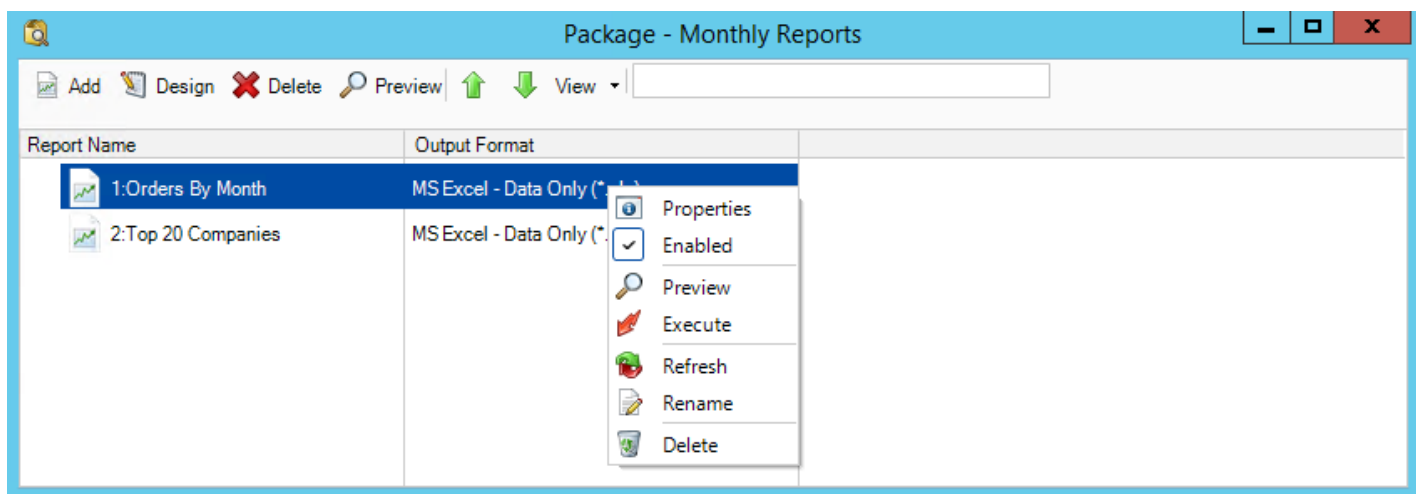 Package - Monthly Reports
Add Design Delete Preview View
Report Name Output Format
1:Orders By Month MS Excel - Data Only (*.
2:Top 20 Companies MS Excel - Data Only (*.
Properties
Enabled
Preview
Execute
Refresh
Rename
Delete